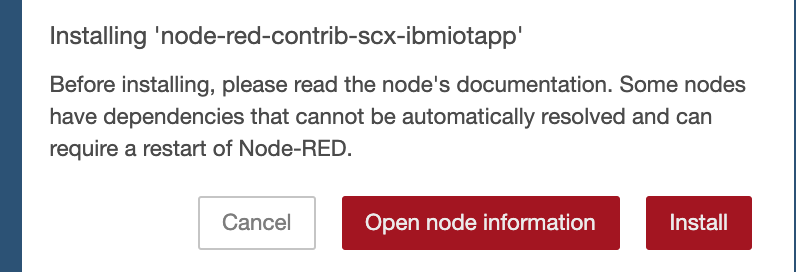 Installing 'node-red-contrib-scx-ibmiotapp'
Before installing, please read the node's documentation. Some nodes
have dependencies that cannot be automatically resolved and can
require a restart of Node-RED.
Cancel
Open node information
Install